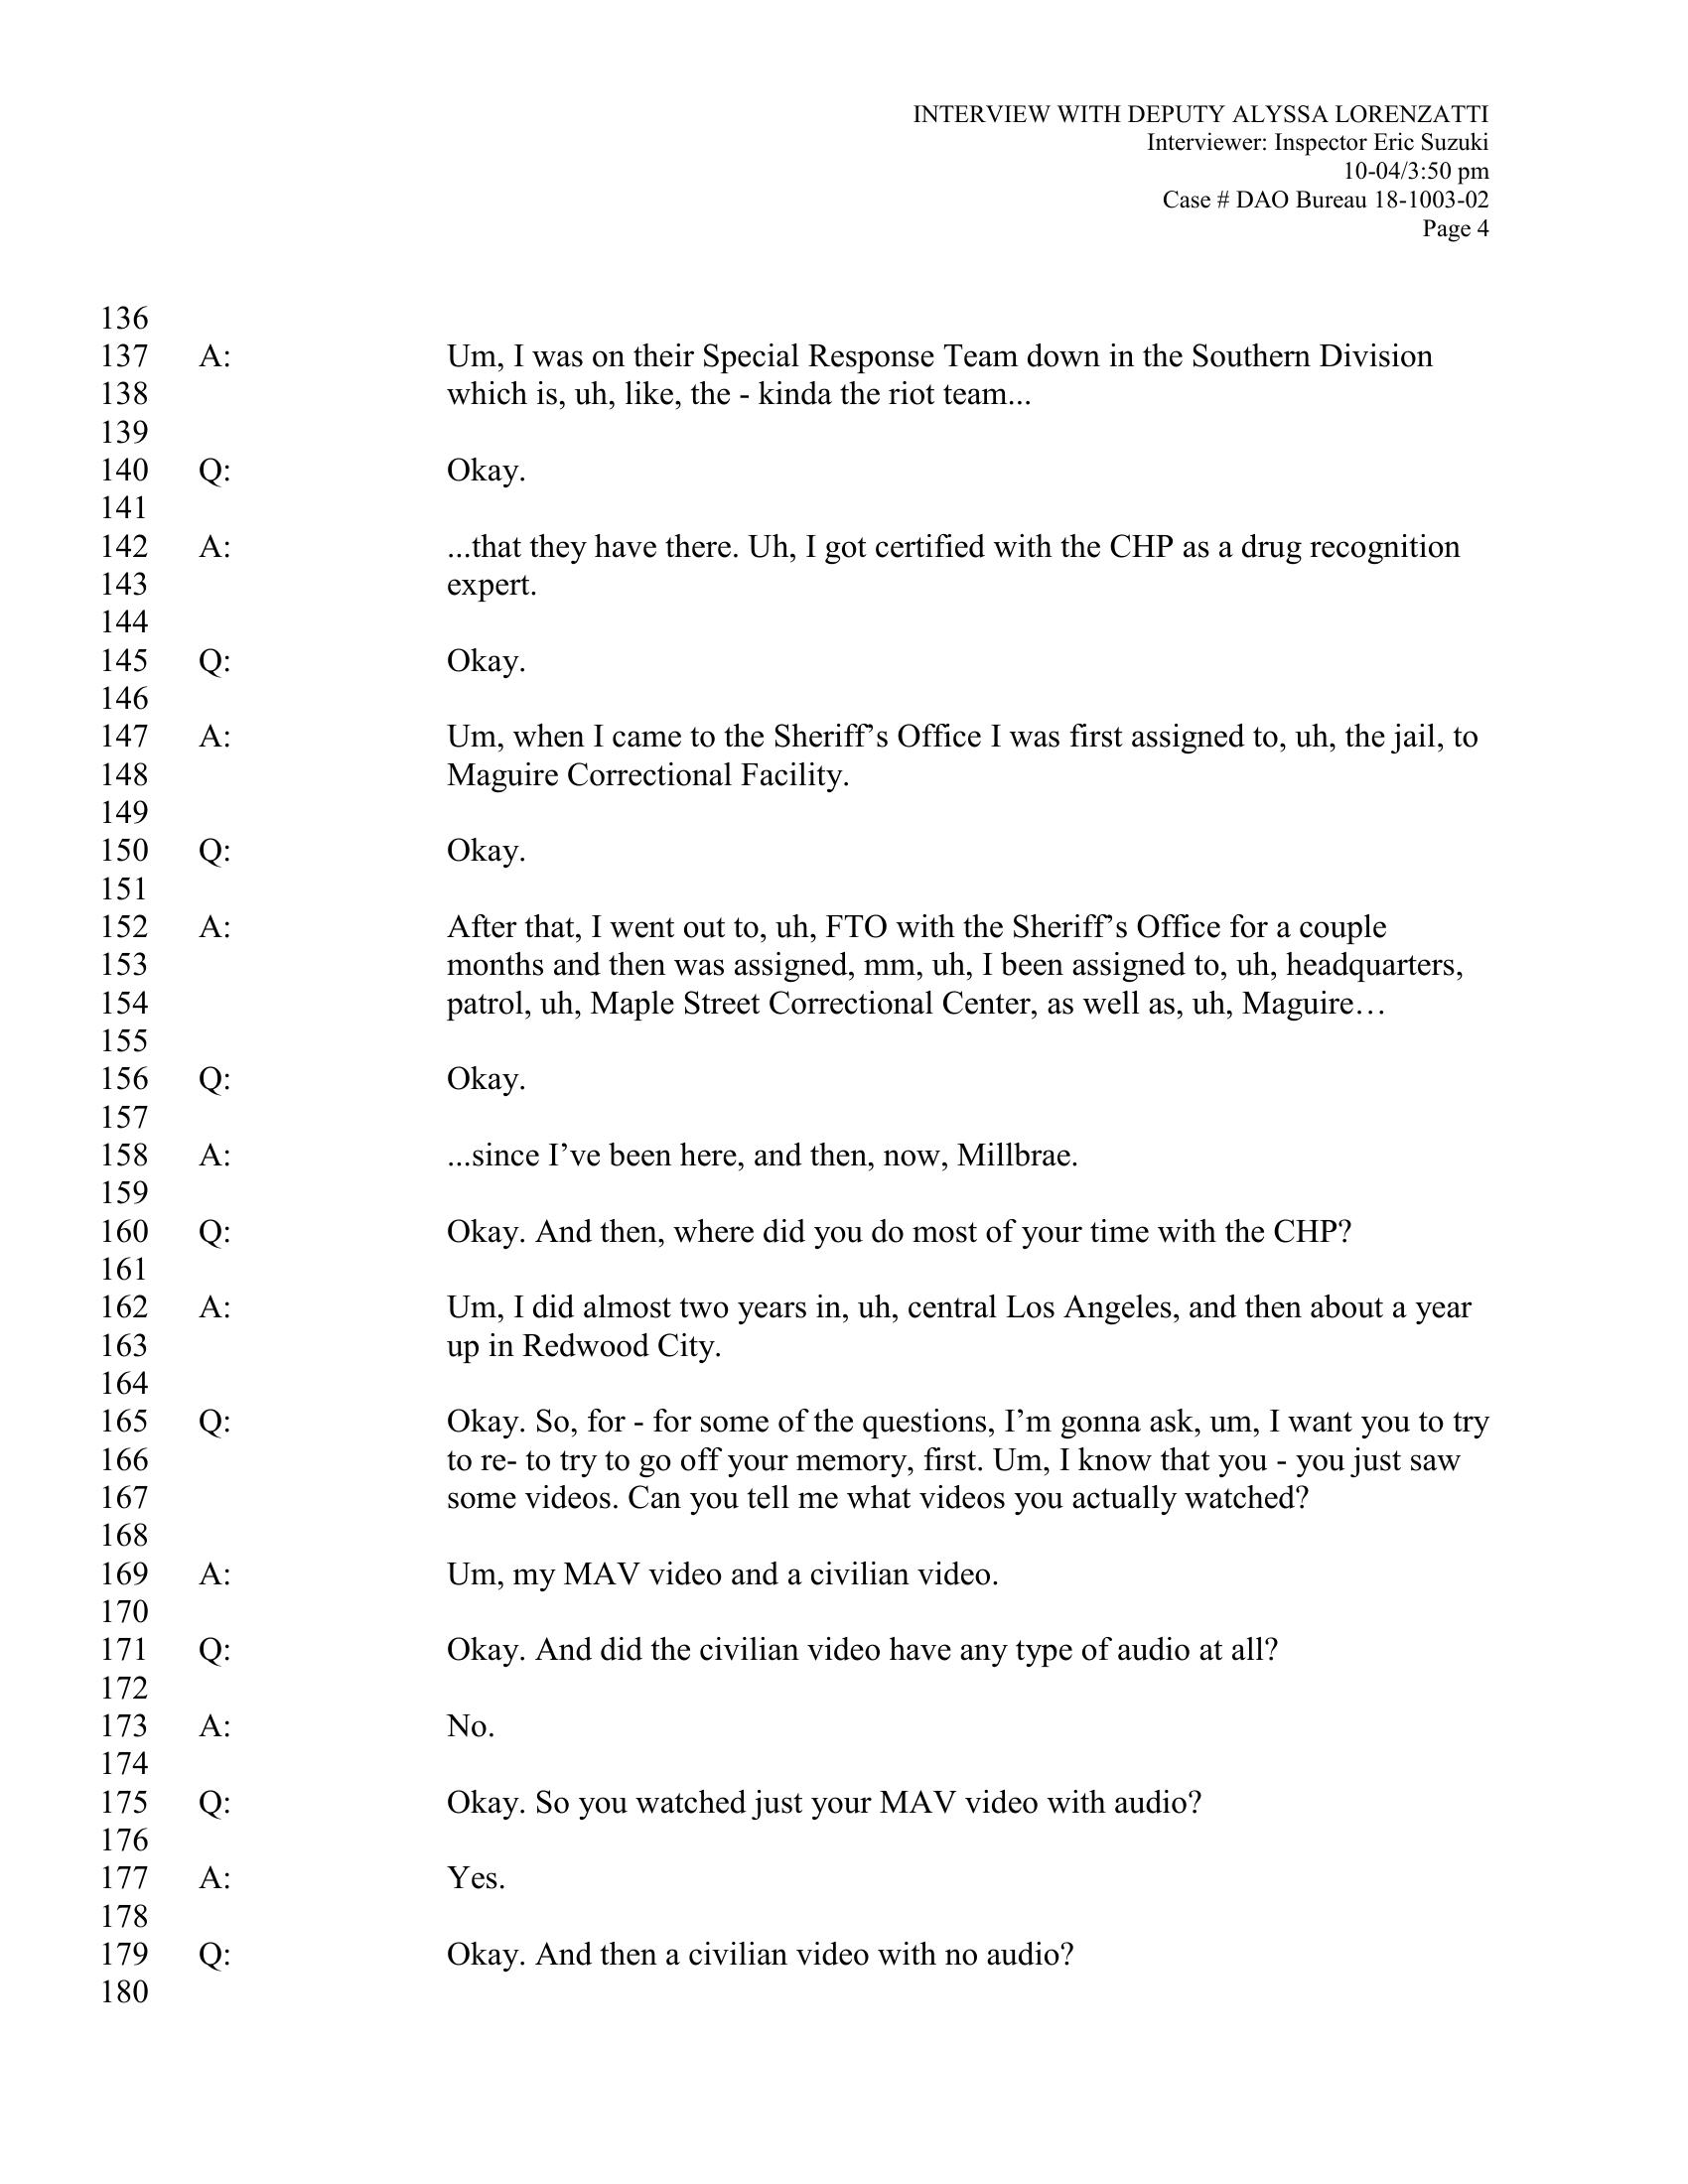 INTERVIEW WITH DEPUTY ALYSSA LORENZATTI
Interviewer: Inspector Eric Suzuki
10-04/3:50 pm
Case # DAO Bureau 18-1003-02
Page 4
136
137 A: Um, I was on their Special Response Team down in the Southern Division
138 which is, uh, like, the - kinda the riot team...
139
140 Q: Okay.
141
142 A: ...that they have there. Uh, I got certified with the CHP as a drug recognition
143 expert.
144
145 Q: Okay.
146
147 A: Um, when I came to the Sheriff’s Office I was first assigned to, uh, the jail, to
148 Maguire Correctional Facility.
149
150 Q: Okay.
151
152 A: After that, I went out to, uh, FTO with the Sheriff’s Office for a couple
153 months and then was assigned, mm, uh, I been assigned to, uh, headquarters,
154 patrol, uh, Maple Street Correctional Center, as well as, uh, Maguire…
155
156 Q: Okay.
157
158 A: ...since I’ve been here, and then, now, Millbrae.
159
160 Q: Okay. And then, where did you do most of your time with the CHP?
161
162 A: Um, I did almost two years in, uh, central Los Angeles, and then about a year
163 up in Redwood City.
164
165 Q: Okay. So, for - for some of the questions, I’m gonna ask, um, I want you to try
166 to re- to try to go off your memory, first. Um, I know that you - you just saw
167 some videos. Can you tell me what videos you actually watched?
168
169 A: Um, my MAV video and a civilian video.
170
171 Q: Okay. And did the civilian video have any type of audio at all?
172
173 A: No.
174
175 Q: Okay. So you watched just your MAV video with audio?
176
177 A: Yes.
178
179 Q: Okay. And then a civilian video with no audio?
180